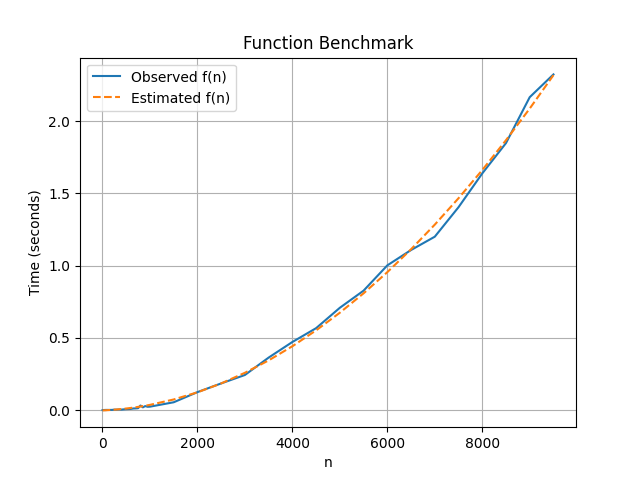 Function Benchmark
Observed f(n)
Estimated f(n)
Time (seconds)
2.0
1.5
1.0
0.5
0.0
0 2000 4000 6000 8000
n